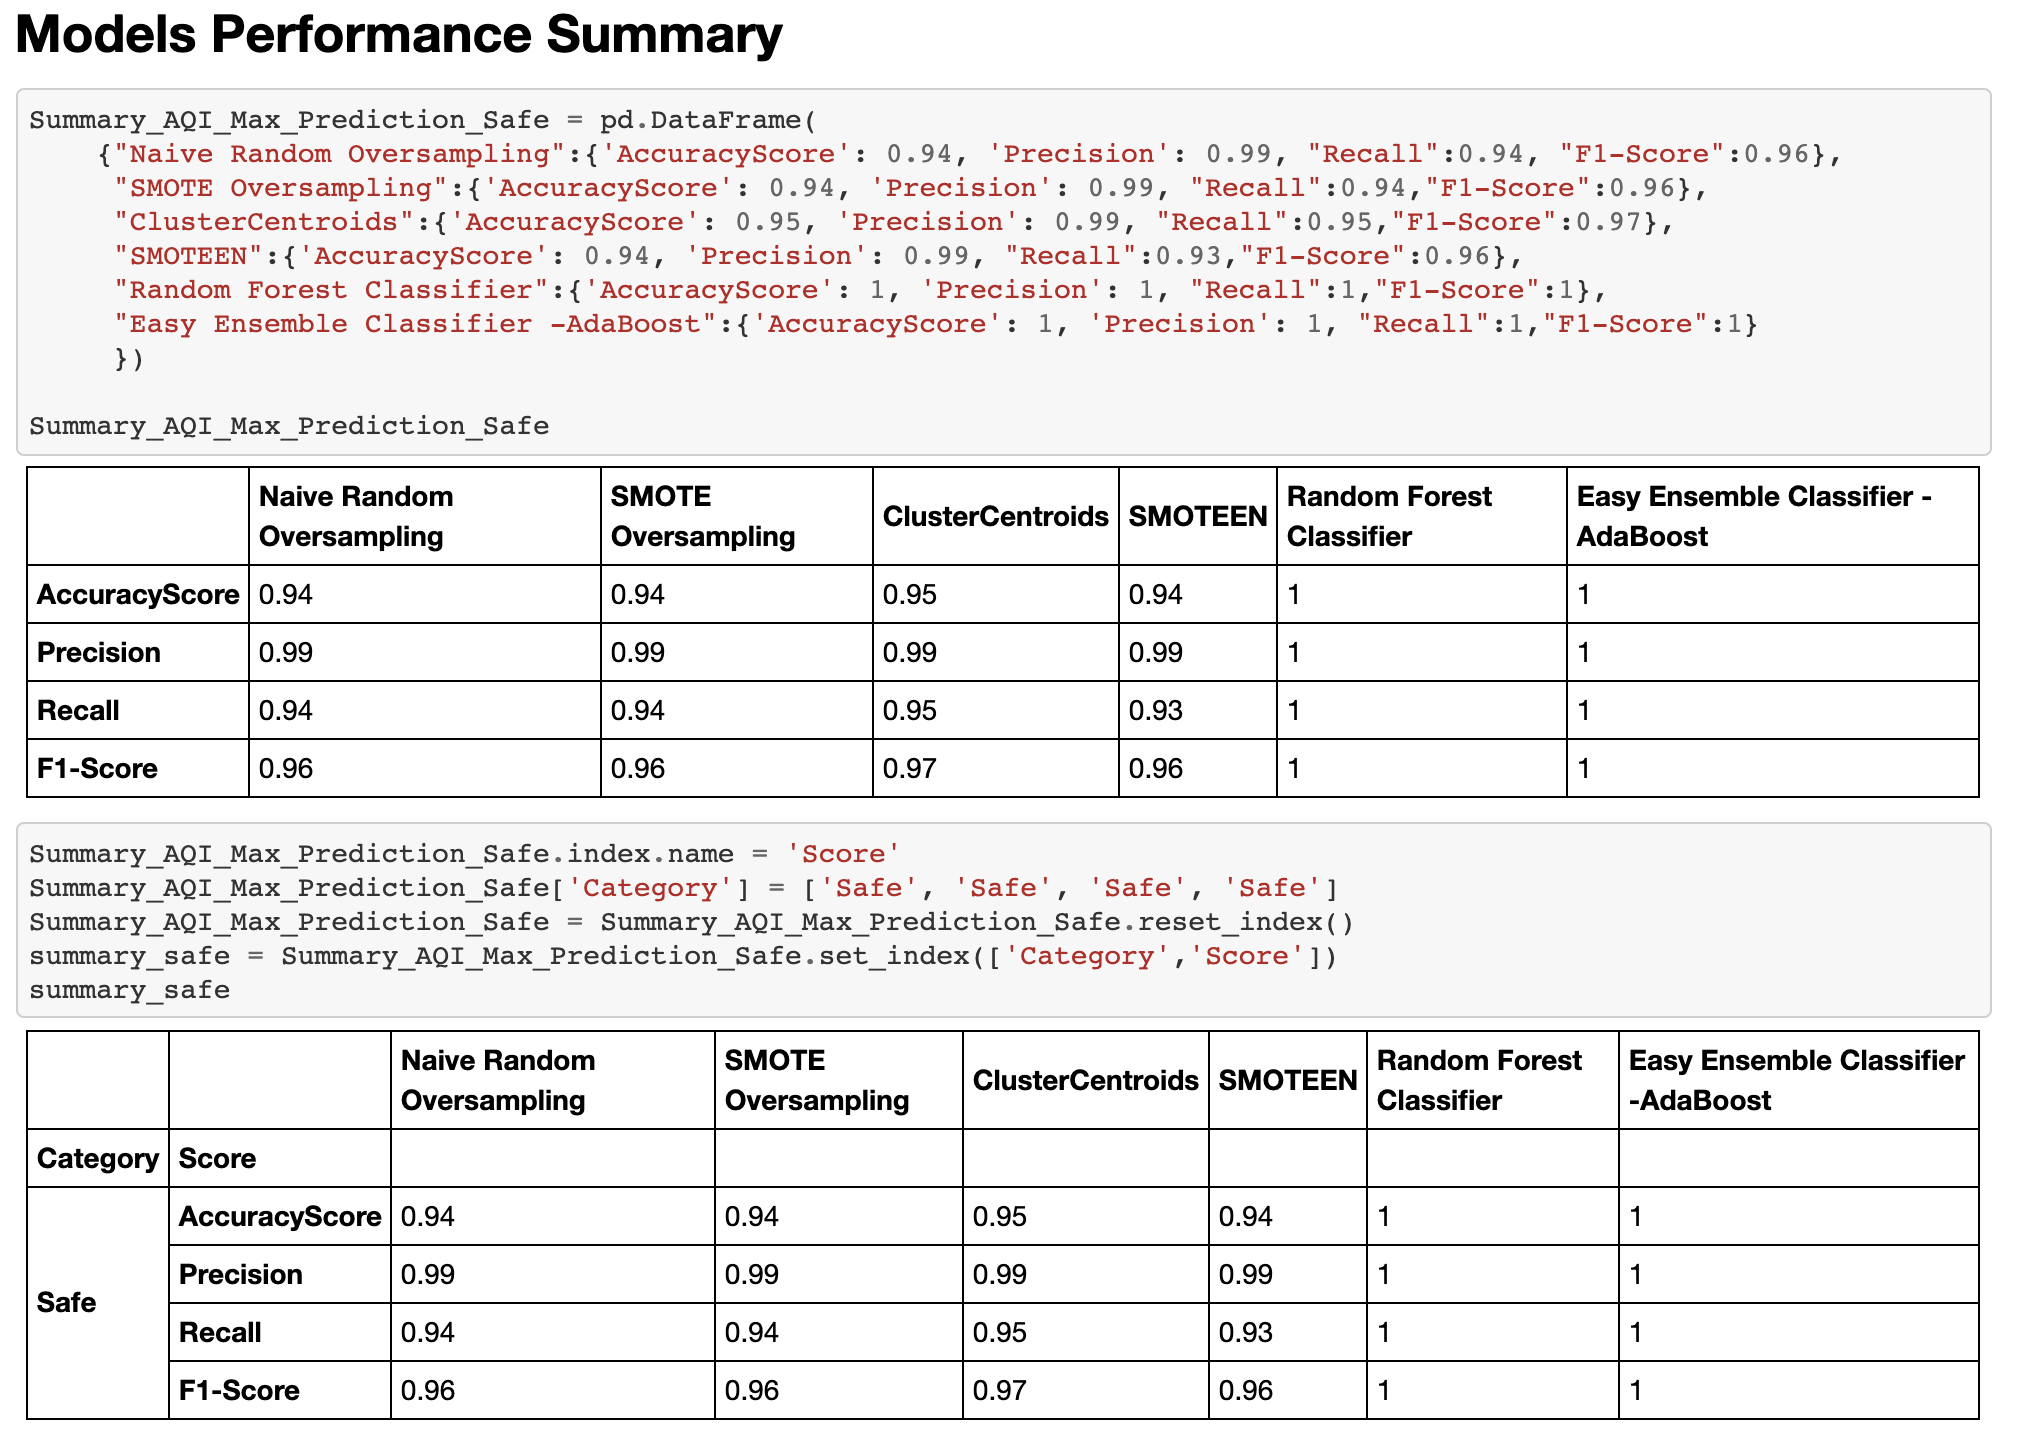 Models Performance Summary
Summary_AQI_Max_Prediction_Safe = pd.DataFrame(
    {"Naive Random Oversampling":{'AccuracyScore': 0.94, 'Precision': 0.99, "Recall":0.94, "F1-Score":0.96},
     "SMOTE Oversampling":{'AccuracyScore': 0.94, 'Precision': 0.99, "Recall":0.94,"F1-Score":0.96},
     "ClusterCentroids":{'AccuracyScore': 0.95, 'Precision': 0.99, "Recall":0.95,"F1-Score":0.97},
     "SMOTEEN":{'AccuracyScore': 0.94, 'Precision': 0.99, "Recall":0.93,"F1-Score":0.96},
     "Random Forest Classifier":{'AccuracyScore': 1, 'Precision': 1, "Recall":1,"F1-Score":1},
     "Easy Ensemble Classifier -AdaBoost":{'AccuracyScore': 1, 'Precision': 1, "Recall":1,"F1-Score":1}
     })
Summary_AQI_Max_Prediction_Safe
Naive Random Oversampling SMOTE Oversampling ClusterCentroids SMOTEEN Random Forest Classifier Easy Ensemble Classifier - AdaBoost
AccuracyScore 0.94 0.94 0.95 0.94 1 1
Precision 0.99 0.99 0.99 0.99 1 1
Recall 0.94 0.94 0.95 0.93 1 1
F1-Score 0.96 0.96 0.97 0.96 1 1
Summary_AQI_Max_Prediction_Safe.index.name = 'Score'
Summary_AQI_Max_Prediction_Safe['Category'] = ['Safe', 'Safe', 'Safe', 'Safe']
Summary_AQI_Max_Prediction_Safe = Summary_AQI_Max_Prediction_Safe.reset_index()
summary_safe = Summary_AQI_Max_Prediction_Safe.set_index(['Category','Score'])
summary_safe
Naive Random Oversampling SMOTE Oversampling ClusterCentroids SMOTEEN Random Forest Classifier Easy Ensemble Classifier -AdaBoost
Category Score
Safe AccuracyScore 0.94 0.94 0.95 0.94 1 1
Precision 0.99 0.99 0.99 0.99 1 1
Recall 0.94 0.94 0.95 0.93 1 1
F1-Score 0.96 0.96 0.97 0.96 1 1